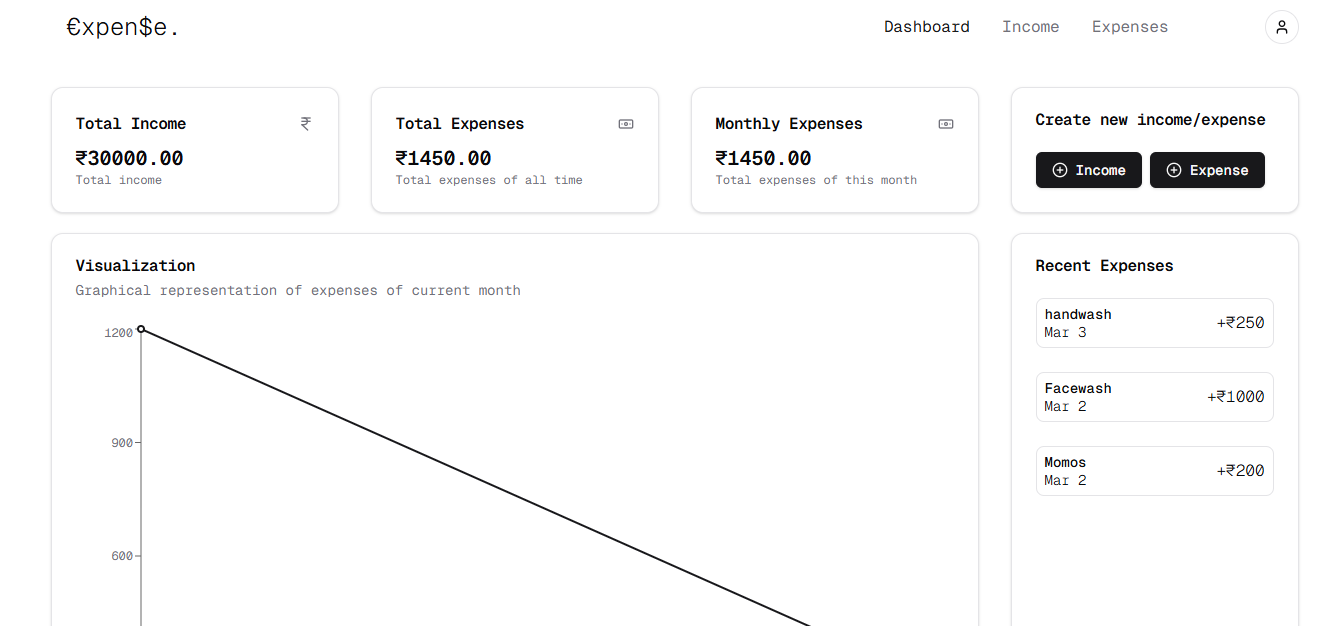 €xpen$e.
Dashboard Income Expenses
Total Income ₹
₹30000.00
Total income
Total Expenses
₹1450.00
Total expenses of all time
Monthly Expenses
₹1450.00
Total expenses of this month
Create new income/expense
Income Expense
Visualization
Graphical representation of expenses of current month
1200
900
600
Recent Expenses
handwash
Mar 3
+₹250
Facewash
Mar 2
+₹1000
Momos
Mar 2
+₹200